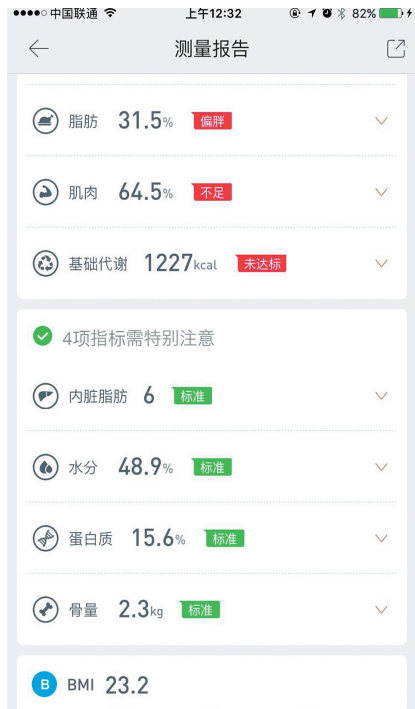 中国联通 上午12:32 82%
测量报告
脂肪 31.5% 偏胖
肌肉 64.5% 不足
基础代谢 1227kcal 未达标
4项指标需特别注意
内脏脂肪 6 标准
水分 48.9% 标准
蛋白质 15.6% 标准
骨量 2.3kg 标准
B BMI 23.2